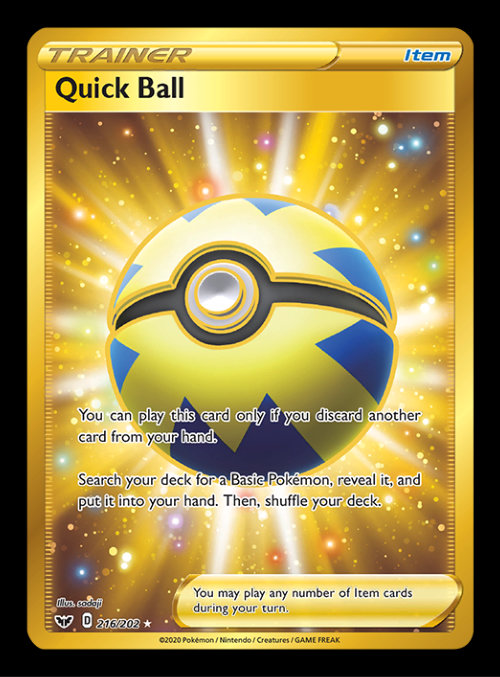 TRAINER Item
Quick Ball
You can play this card only if you discard another
card from your hand.
Search your deck for a Basic Pokémon, reveal it, and
put it into your hand. Then, shuffle your deck.
You may play any number of Item cards
during your turn.
Illus. sadaji
D 216/202 ★
©2020 Pokémon / Nintendo / Creatures / GAME FREAK